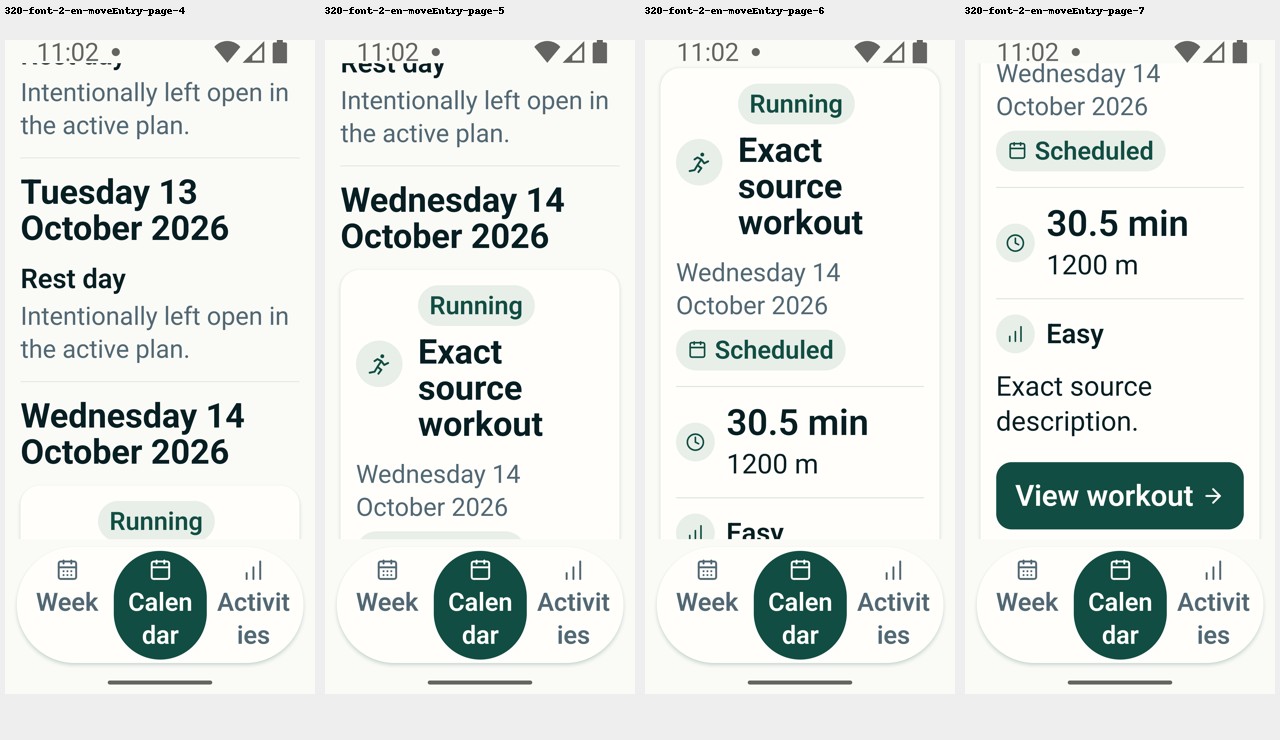 320-font-2-en-moveEntry-page-4
11:02
Rest day
Intentionally left open in
the active plan.
Tuesday 13
October 2026
Rest day
Intentionally left open in
the active plan.
Wednesday 14
October 2026
Running
Week
Calen
dar
Activit
ies
320-font-2-en-moveEntry-page-5
11:02
Rest day
Intentionally left open in
the active plan.
Wednesday 14
October 2026
Running
Exact
source
workout
Wednesday 14
October 2026
Week
Calen
dar
Activit
ies
320-font-2-en-moveEntry-page-6
11:02
Running
Exact
source
workout
Wednesday 14
October 2026
Scheduled
30.5 min
1200 m
Easy
Week
Calen
dar
Activit
ies
320-font-2-en-moveEntry-page-7
11:02
Wednesday 14
October 2026
Scheduled
30.5 min
1200 m
Easy
Exact source
description.
View workout →
Week
Calen
dar
Activit
ies